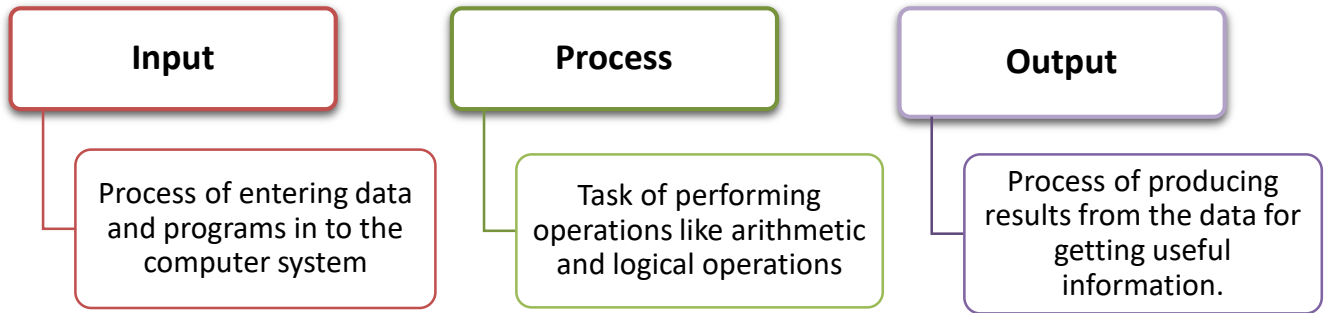 Input
Process of entering data
and programs in to the
computer system
Process
Task of performing
operations like arithmetic
and logical operations
Output
Process of producing
results from the data for
getting useful
information.